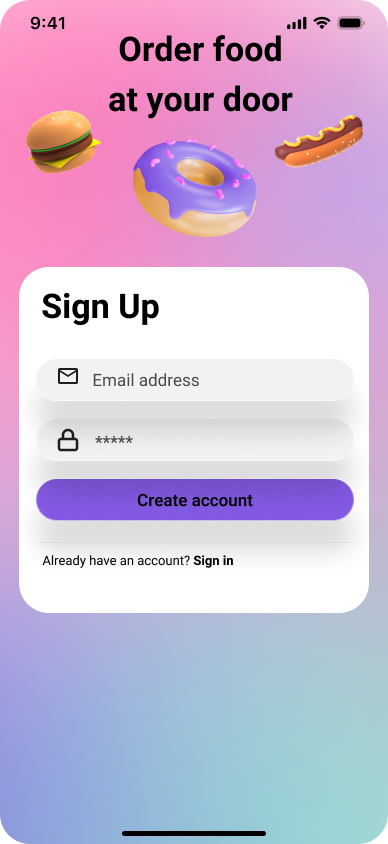 9:41
Order food
at your door
Sign Up
Email address
*****
Create account
Already have an account? Sign in